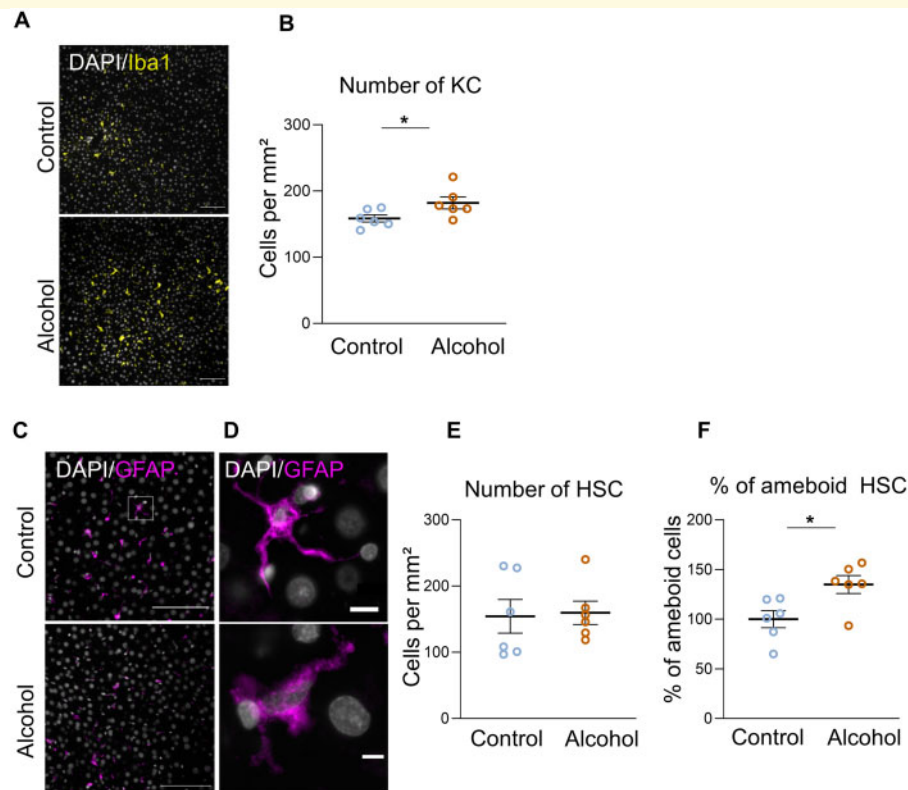 A
DAPI/Iba1
Control
Alcohol
B
Number of KC
*
Cells per mm²
300
200
100
0
Control
Alcohol
C
DAPI/GFAP
Control
Alcohol
D
DAPI/GFAP
E
Number of HSC
Cells per mm²
300
200
100
0
Control
Alcohol
F
% of ameboid HSC
*
% of ameboid cells
200
150
100
50
0
Control
Alcohol